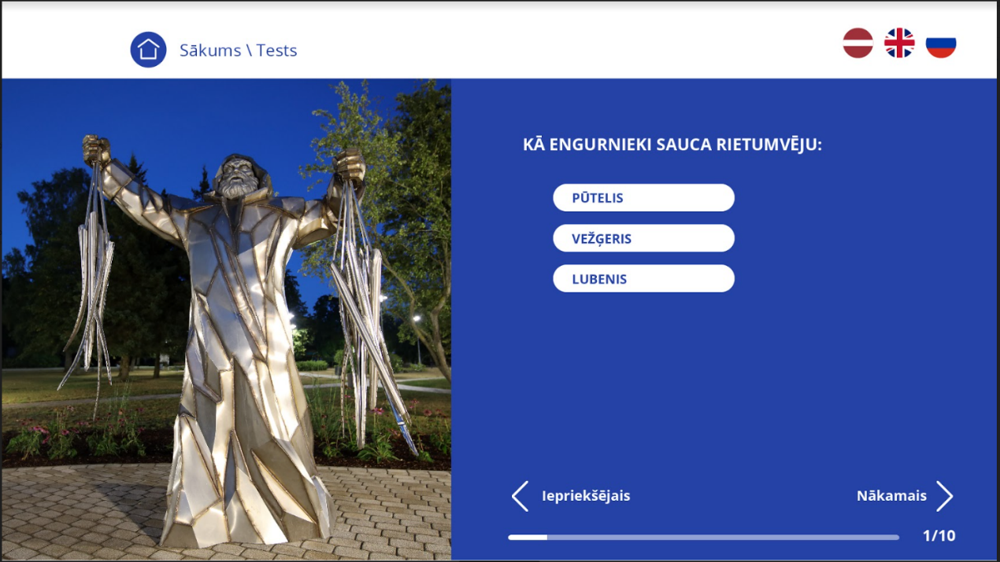 Sākums \ Tests
KĀ ENGURNIEKI SAUCA RIETUMVĒJU:
PŪTELIS
VEŽĢERIS
LUBENIS
Iepriekšējais
Nākamais
1/10